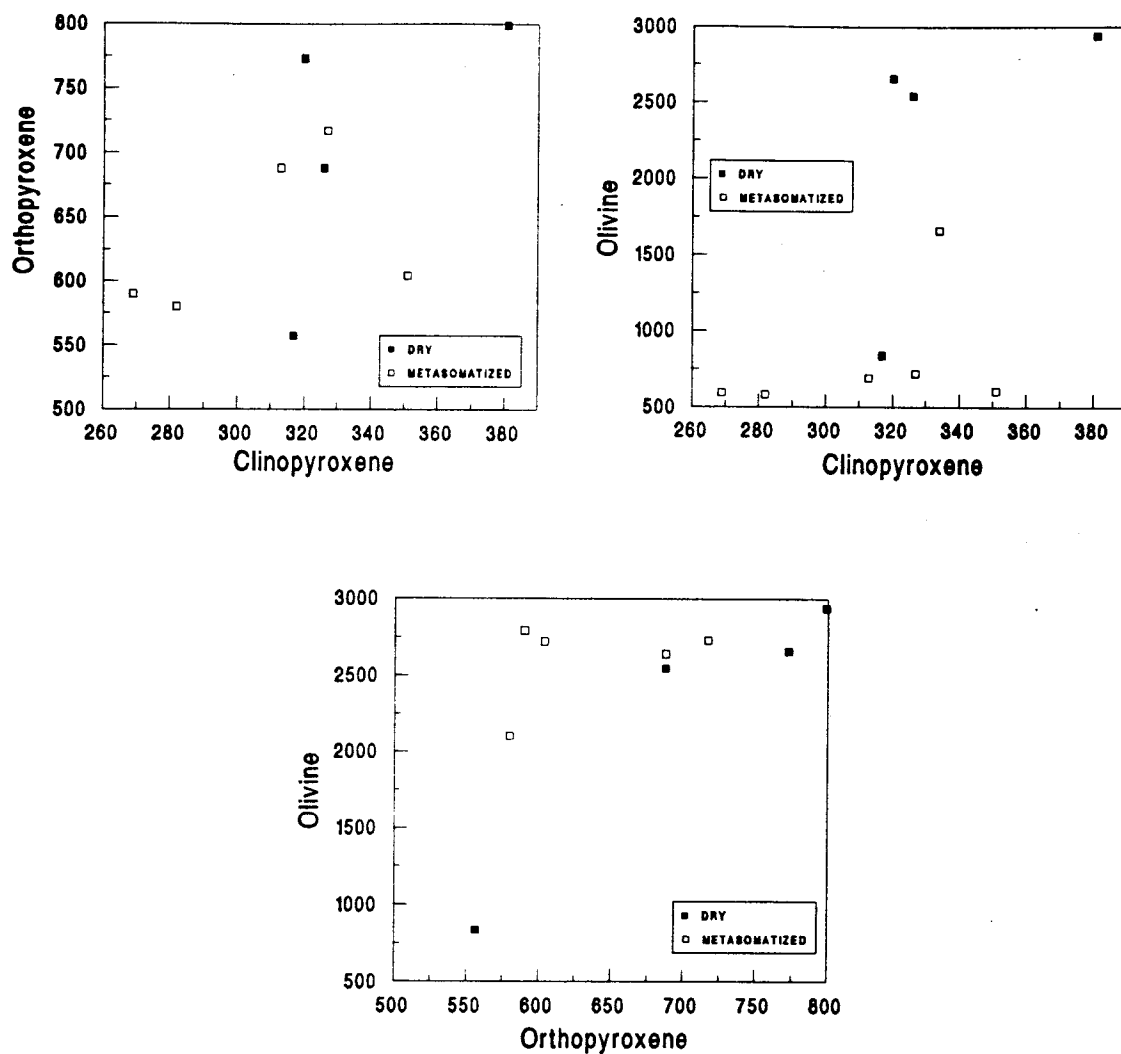 800
750
700
650
600
550
500
Orthopyroxene
DRY
METASOMATIZED
260 280 300 320 340 360 380
Clinopyroxene
3000
2500
2000
1500
1000
500
Olivine
DRY
METASOMATIZED
260 280 300 320 340 360 380
Clinopyroxene
3000
2500
2000
1500
1000
500
Olivine
DRY
METASOMATIZED
500 550 600 650 700 750 800
Orthopyroxene